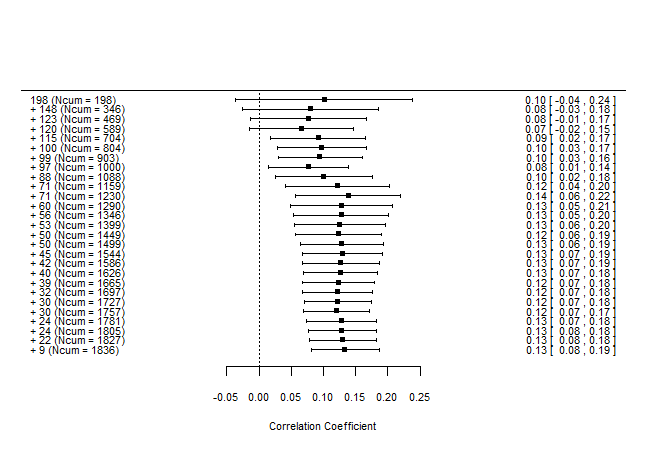 198 (Ncum = 198) 0.10 [ -0.04 , 0.24 ]
+ 148 (Ncum = 346) 0.08 [ -0.03 , 0.18 ]
+ 123 (Ncum = 469) 0.08 [ -0.01 , 0.17 ]
+ 120 (Ncum = 589) 0.07 [ -0.02 , 0.15 ]
+ 115 (Ncum = 704) 0.09 [ 0.02 , 0.17 ]
+ 100 (Ncum = 804) 0.10 [ 0.03 , 0.17 ]
+ 99 (Ncum = 903) 0.10 [ 0.03 , 0.16 ]
+ 97 (Ncum = 1000) 0.08 [ 0.01 , 0.14 ]
+ 88 (Ncum = 1088) 0.10 [ 0.02 , 0.18 ]
+ 71 (Ncum = 1159) 0.12 [ 0.04 , 0.20 ]
+ 71 (Ncum = 1230) 0.14 [ 0.06 , 0.22 ]
+ 60 (Ncum = 1290) 0.13 [ 0.05 , 0.21 ]
+ 56 (Ncum = 1346) 0.13 [ 0.05 , 0.20 ]
+ 53 (Ncum = 1399) 0.13 [ 0.06 , 0.20 ]
+ 50 (Ncum = 1449) 0.12 [ 0.06 , 0.19 ]
+ 50 (Ncum = 1499) 0.13 [ 0.06 , 0.19 ]
+ 45 (Ncum = 1544) 0.13 [ 0.07 , 0.19 ]
+ 42 (Ncum = 1586) 0.13 [ 0.07 , 0.19 ]
+ 40 (Ncum = 1626) 0.13 [ 0.07 , 0.18 ]
+ 39 (Ncum = 1665) 0.12 [ 0.07 , 0.18 ]
+ 32 (Ncum = 1697) 0.12 [ 0.07 , 0.18 ]
+ 30 (Ncum = 1727) 0.12 [ 0.07 , 0.18 ]
+ 30 (Ncum = 1757) 0.12 [ 0.07 , 0.17 ]
+ 24 (Ncum = 1781) 0.13 [ 0.07 , 0.18 ]
+ 24 (Ncum = 1805) 0.13 [ 0.08 , 0.18 ]
+ 22 (Ncum = 1827) 0.13 [ 0.08 , 0.18 ]
+ 9 (Ncum = 1836) 0.13 [ 0.08 , 0.19 ]
-0.05 0.00 0.05 0.10 0.15 0.20 0.25
Correlation Coefficient